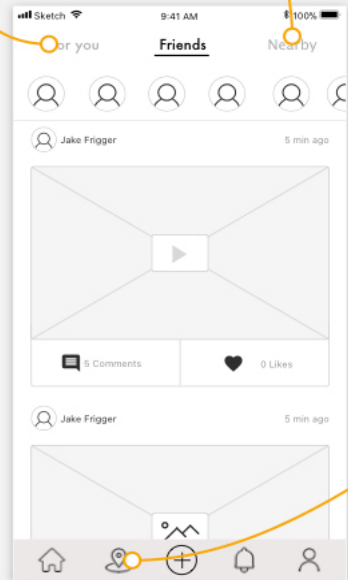 Sketch 9:41 AM 100%
or you Friends Nearby
Jake Frigger 5 min ago
5 Comments 0 Likes
Jake Frigger 5 min ago